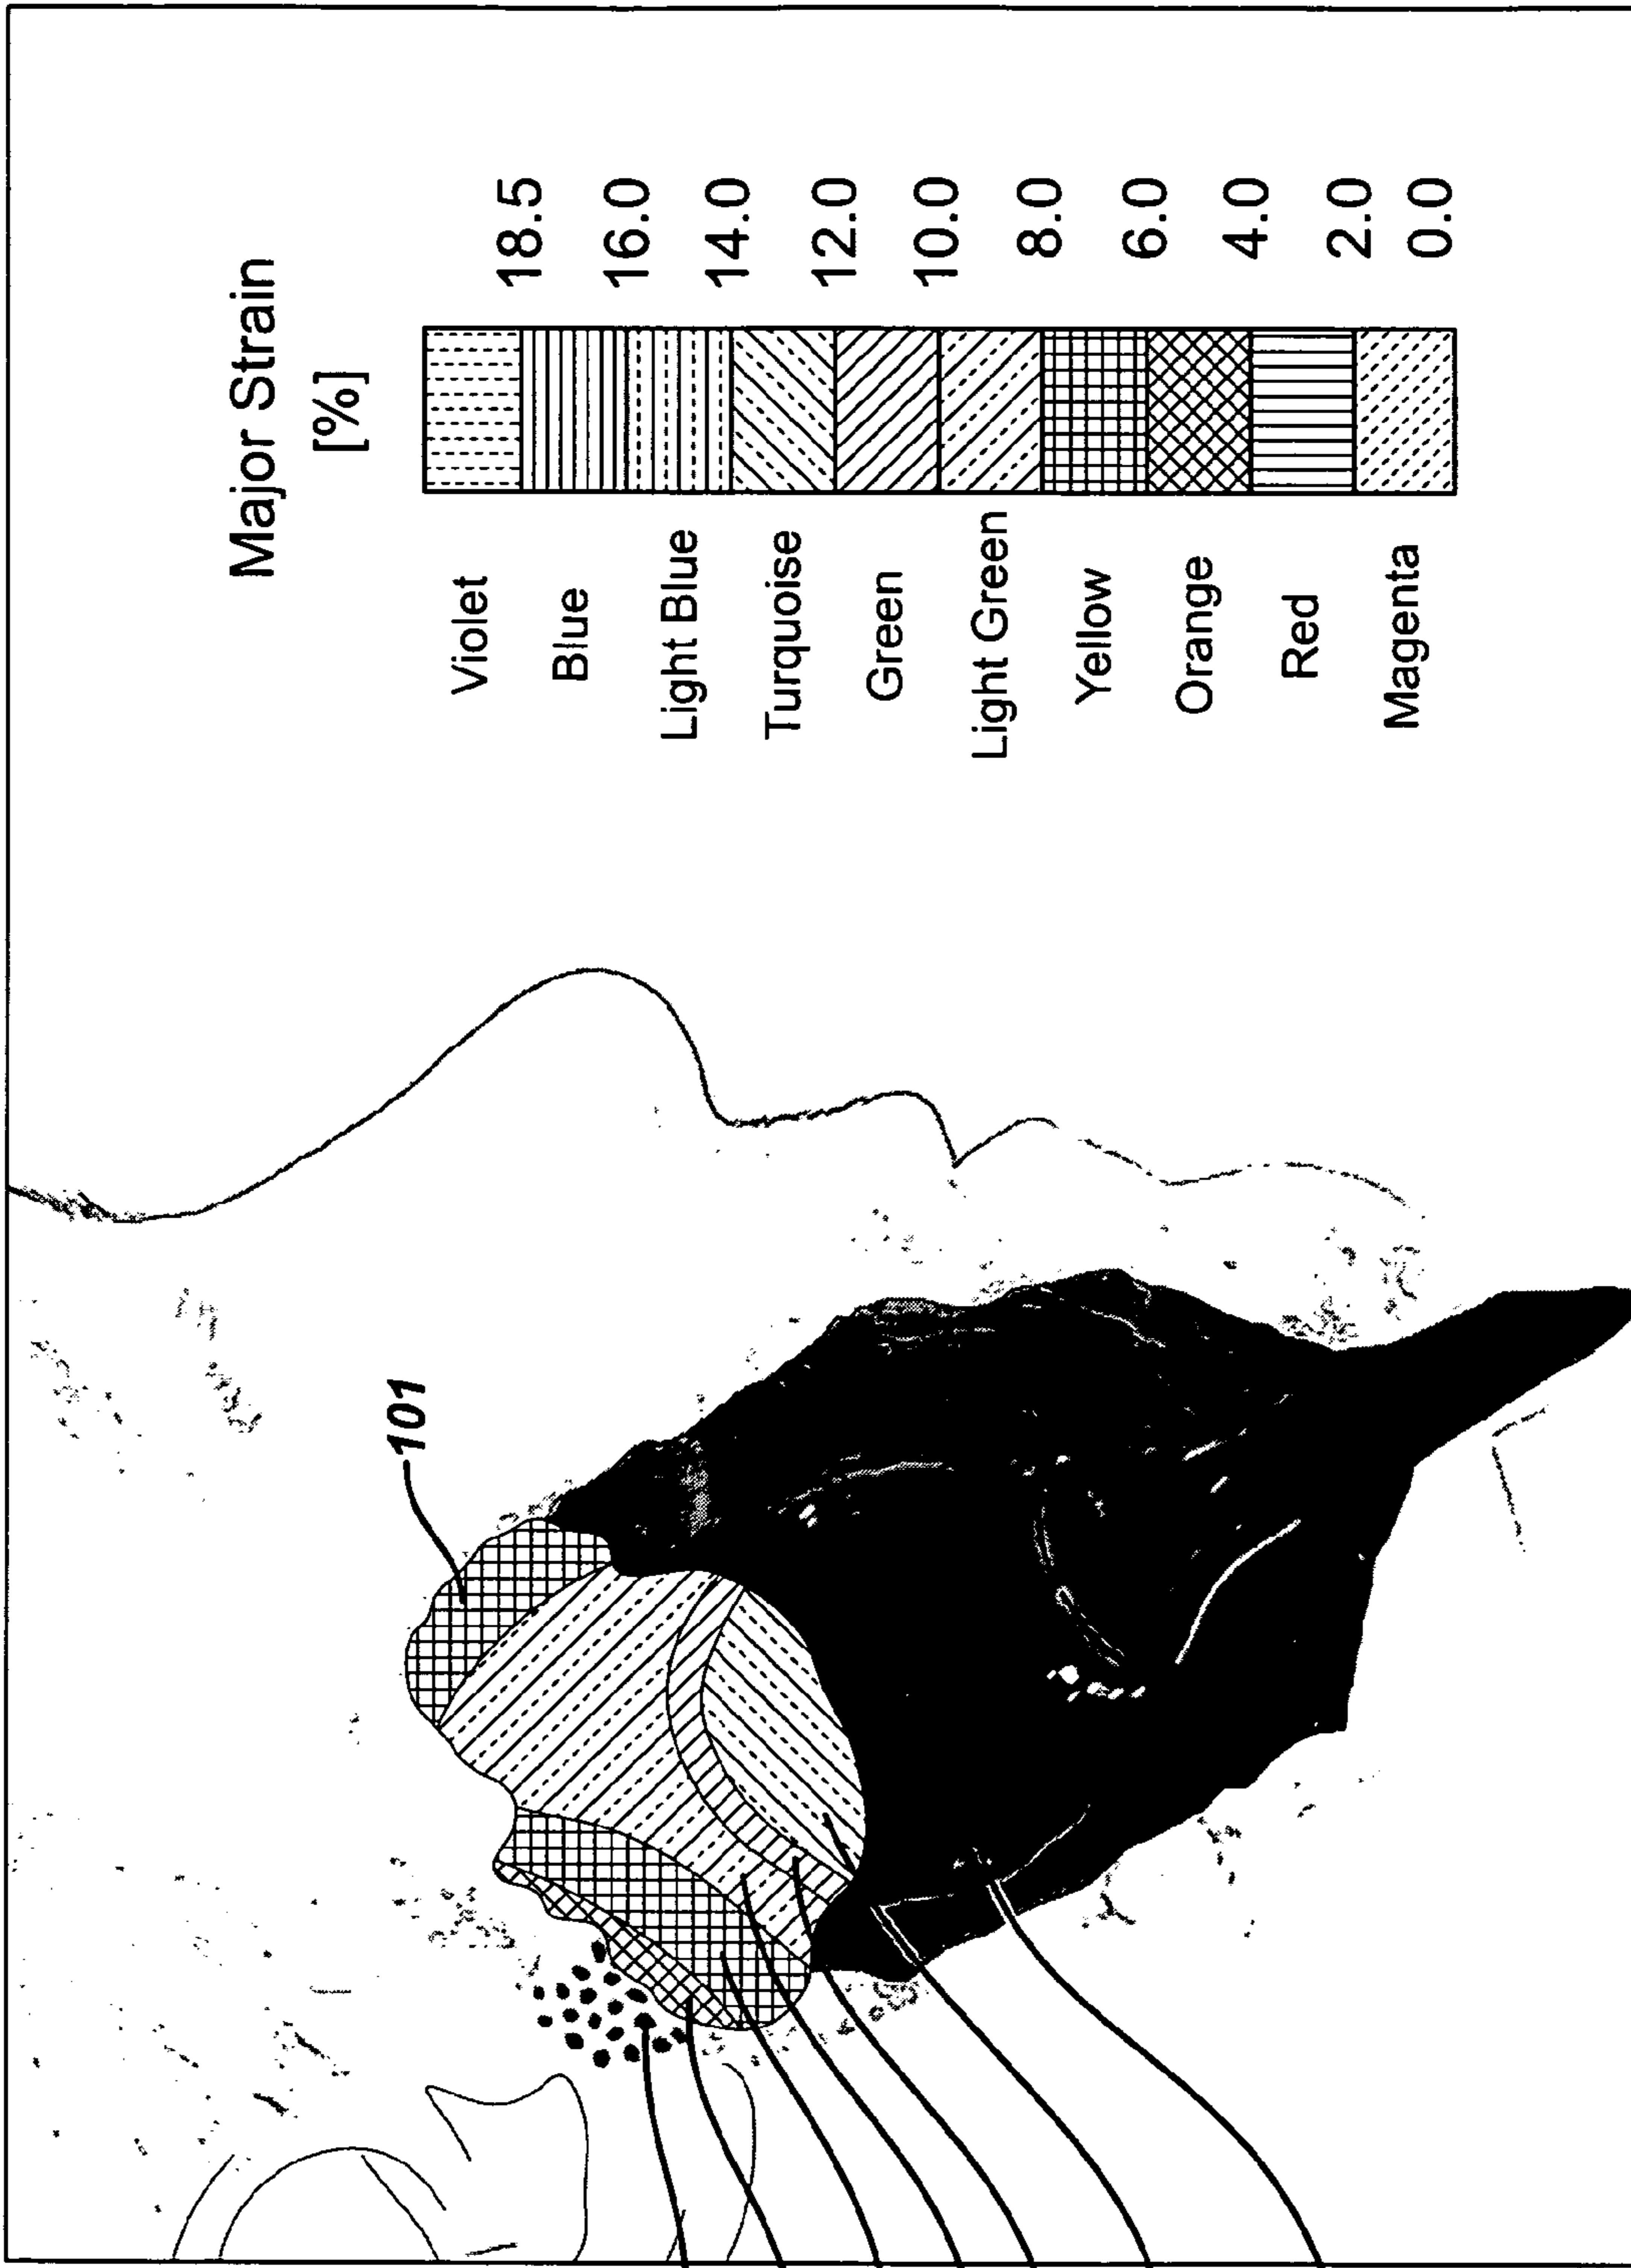 Major Strain
[%]
Violet
18.5
Blue
16.0
Light Blue
14.0
Turquoise
12.0
Green
10.0
Light Green
8.0
Yellow
6.0
Orange
4.0
Red
2.0
Magenta
0.0
101